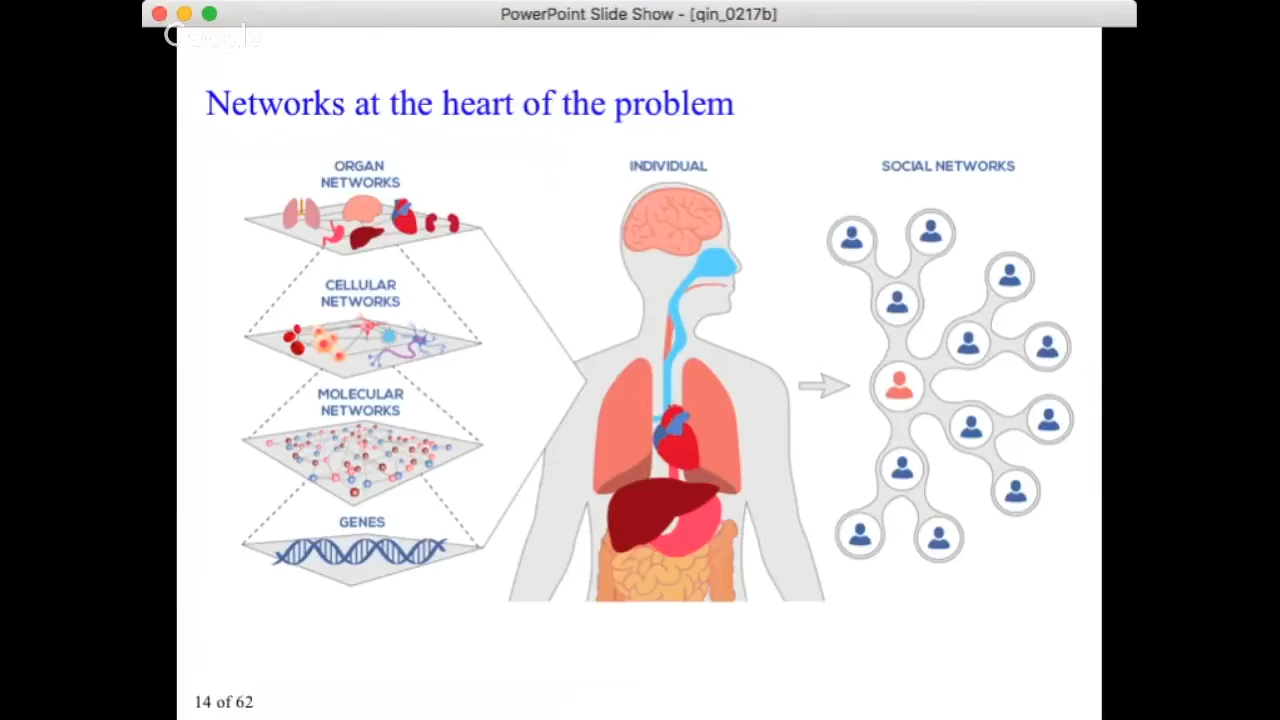 PowerPoint Slide Show - [qin_0217b]
Google
Networks at the heart of the problem
ORGAN
NETWORKS
CELLULAR
NETWORKS
MOLECULAR
NETWORKS
GENES
INDIVIDUAL
SOCIAL NETWORKS
14 of 62